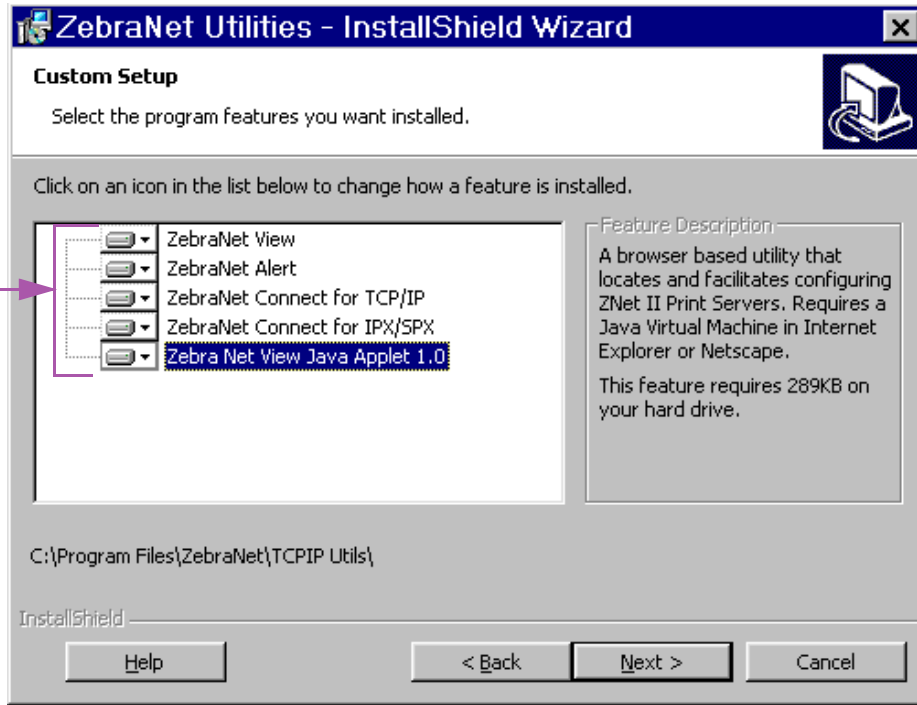 ZebraNet Utilities - InstallShield Wizard
Custom Setup
Select the program features you want installed.
Click on an icon in the list below to change how a feature is installed.
ZebraNet View
ZebraNet Alert
ZebraNet Connect for TCP/IP
ZebraNet Connect for IPX/SPX
Zebra Net View Java Applet 1.0
Feature Description
A browser based utility that
locates and facilitates configuring
ZNet II Print Servers. Requires a
Java Virtual Machine in Internet
Explorer or Netscape.
This feature requires 289KB on
your hard drive.
C:\Program Files\ZebraNet\TCPIP Utils\
InstallShield
Help
< Back
Next >
Cancel